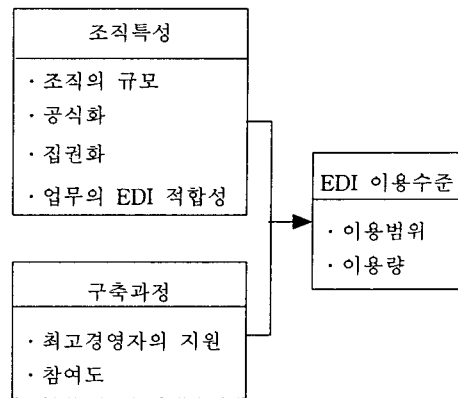 조직특성
· 조직의 규모
· 공식화
· 집권화
· 업무의 EDI 적합성
EDI 이용수준
· 이용범위
· 이용량
구축과정
· 최고경영자의 지원
· 참여도